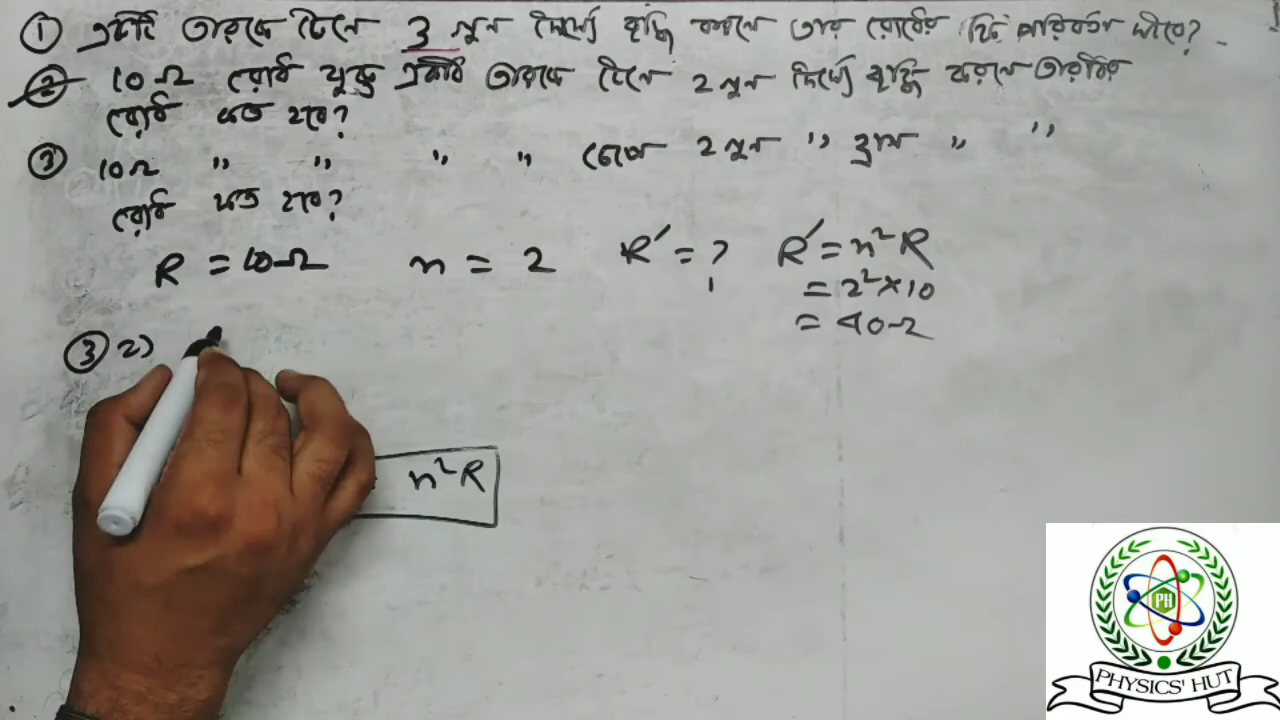 ① একটি তারকে টেনে 3 গুন দৈর্ঘ্যে বৃদ্ধি করলে তার রোধের কি পরিবর্তন হবে?
② 10Ω রোধ যুক্ত একটি তারকে টেনে 2 গুন দৈর্ঘ্যে বৃদ্ধি করলে তারটির
রোধ কত হবে?
③ 10Ω " " " " চেপে 2 গুন " হ্রাস " "
রোধ কত হবে?
R = 10Ω n = 2 R′ = ? R′ = n²R
= 2² × 10
= 40Ω
③ 2)
n²R
PH
PHYSICS' HUT